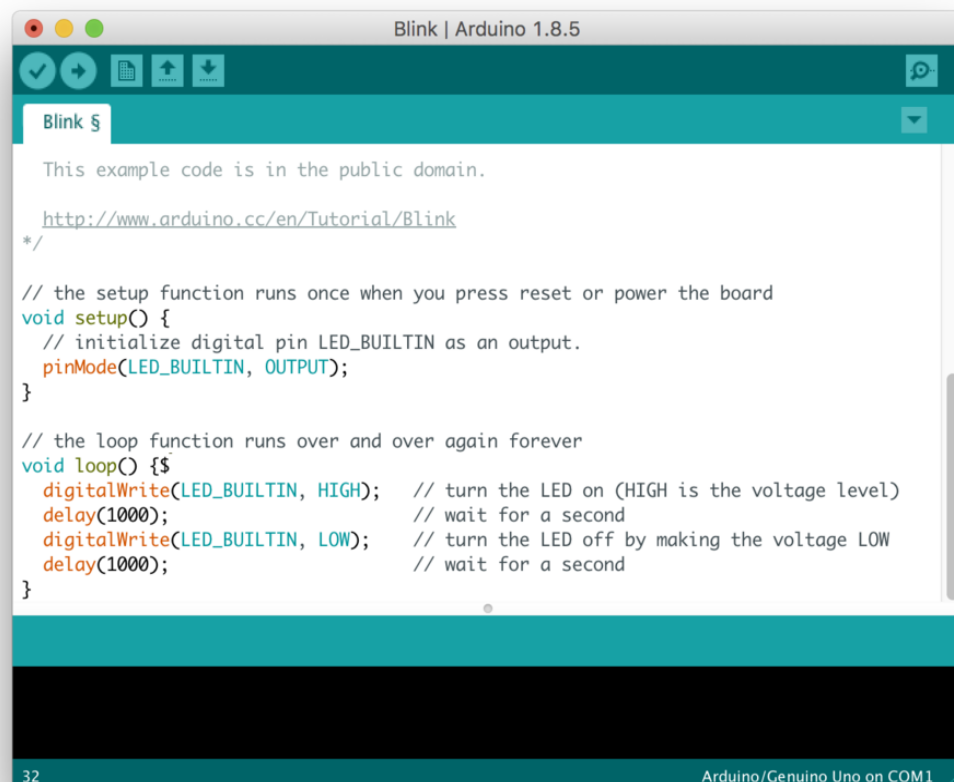 Blink | Arduino 1.8.5
Blink §
This example code is in the public domain.
http://www.arduino.cc/en/Tutorial/Blink
*/
// the setup function runs once when you press reset or power the board
void setup() {
  // initialize digital pin LED_BUILTIN as an output.
  pinMode(LED_BUILTIN, OUTPUT);
}
// the loop function runs over and over again forever
void loop() {$
  digitalWrite(LED_BUILTIN, HIGH);   // turn the LED on (HIGH is the voltage level)
  delay(1000);                       // wait for a second
  digitalWrite(LED_BUILTIN, LOW);    // turn the LED off by making the voltage LOW
  delay(1000);                       // wait for a second
}
32 Arduino/Genuino Uno on COM1